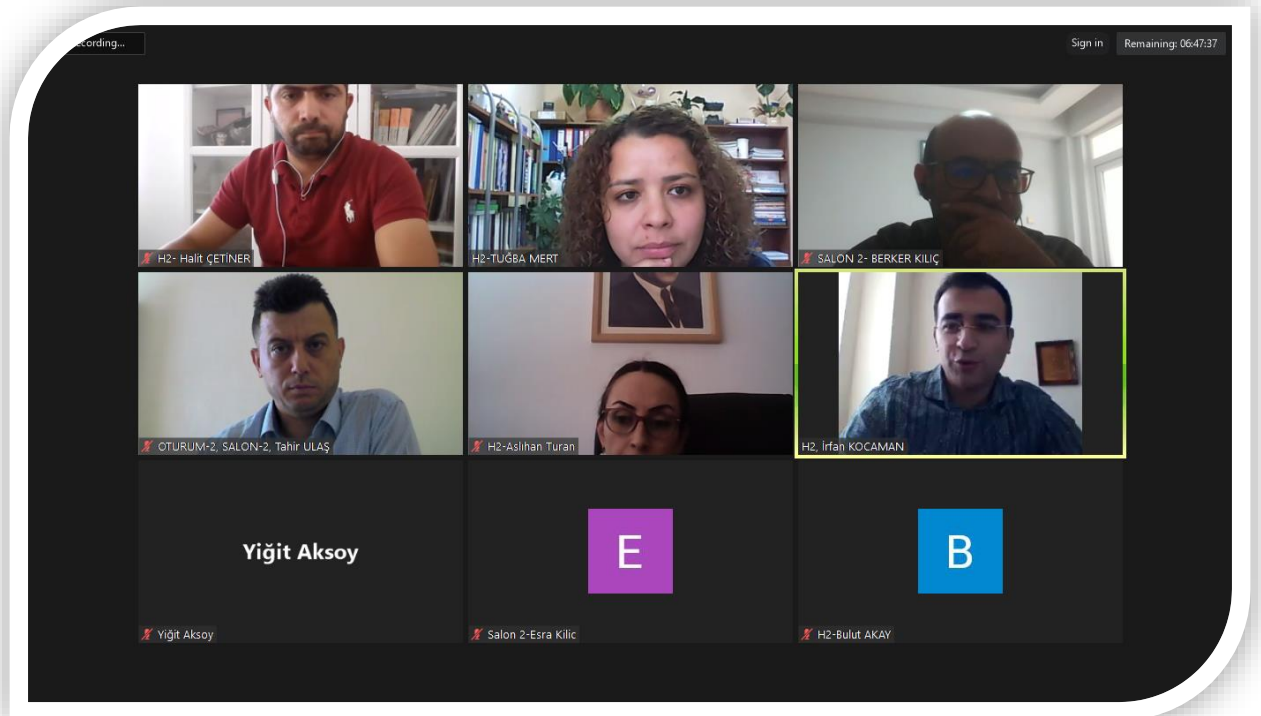 ecording...
Sign in
Remaining: 06:47:37
H2- Halit ÇETİNER
H2-TUĞBA MERT
SALON 2- BERKER KILIÇ
OTURUM-2, SALON-2, Tahir ULAŞ
H2-Aslıhan Turan
H2, İrfan KOCAMAN
Yiğit Aksoy
E
B
Yiğit Aksoy
Salon 2-Esra Kilic
H2-Bulut AKAY